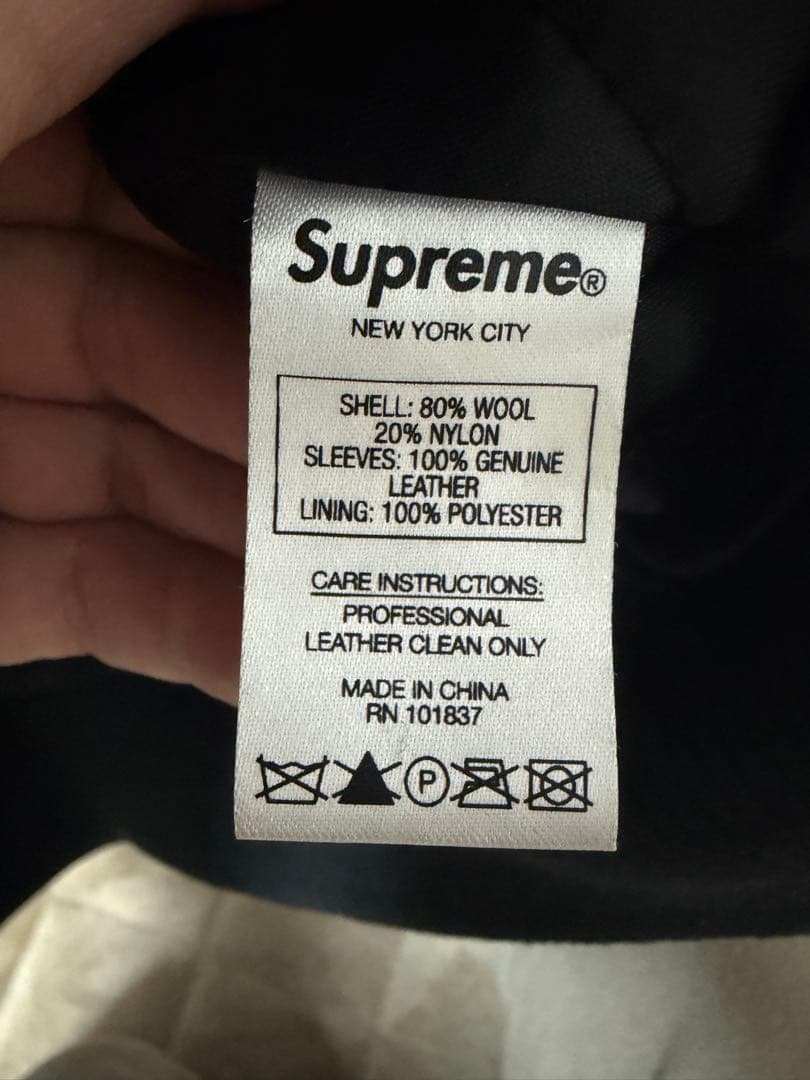 Supreme®
NEW YORK CITY
SHELL: 80% WOOL
20% NYLON
SLEEVES: 100% GENUINE
LEATHER
LINING: 100% POLYESTER
CARE INSTRUCTIONS:
PROFESSIONAL
LEATHER CLEAN ONLY
MADE IN CHINA
RN 101837
P